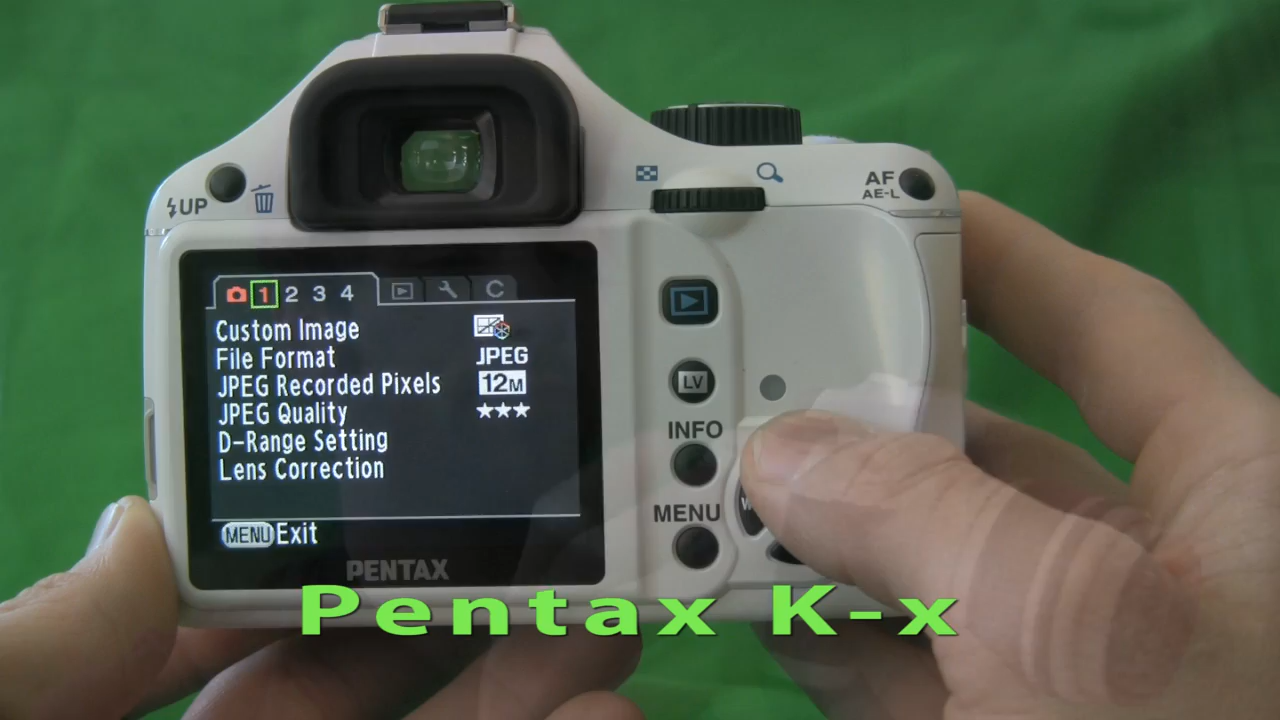 UP
AF
AE-L
1 2 3 4 C
Custom Image
File Format JPEG
JPEG Recorded Pixels 12M
JPEG Quality ★★★
D-Range Setting
Lens Correction
MENU Exit
PENTAX
LV
INFO
MENU
Pentax K-x